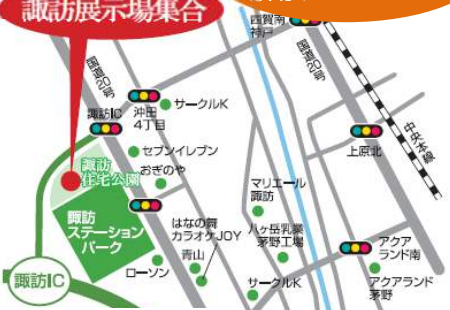 諏訪展示場集合
四賀南
神戸
国道20号
国道20号
諏訪IC
沖田
4丁目
サークルK
上原北
中央本線
セブンイレブン
おぎのや
諏訪
住宅公園
マリエール
諏訪
諏訪
ステーション
パーク
はなの舞
カラオケJOY
八ヶ岳乳業
茅野工場
青山
アクア
ランド南
ローソン
諏訪IC
サークルK
アクアランド
茅野